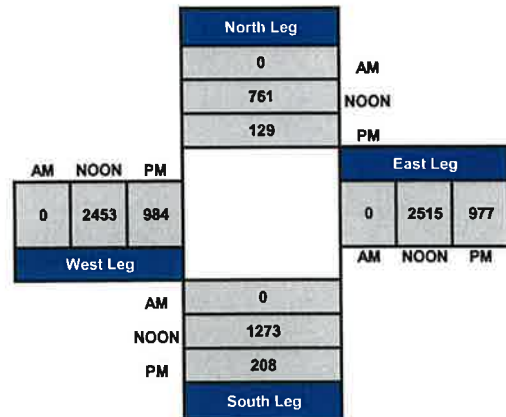 North Leg
0 AM
761 NOON
129 PM
AM NOON PM
East Leg
0 2453 984
0 2515 977
West Leg
AM NOON PM
AM 0
NOON 1273
PM 208
South Leg